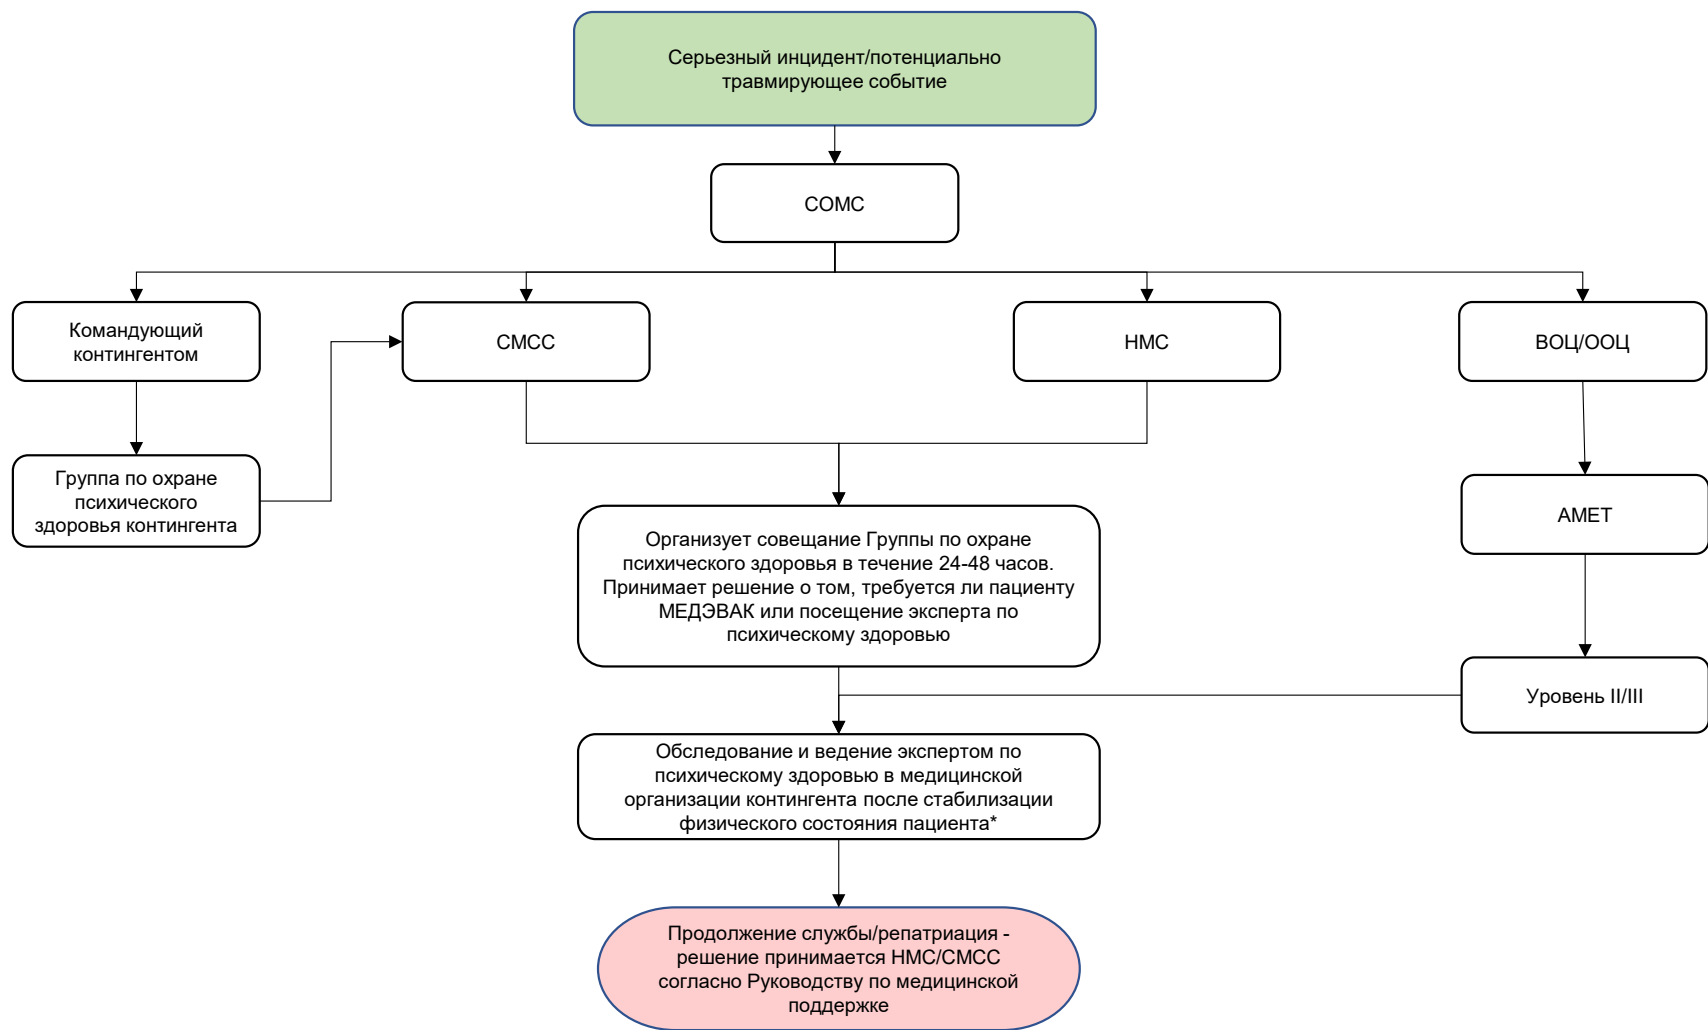 Серьезный инцидент/потенциально
травмирующее событие
СОМС
Командующий
контингентом
СМСС
НМС
ВОЦ/ООЦ
Группа по охране
психического
здоровья контингента
АМЕТ
Организует совещание Группы по охране
психического здоровья в течение 24-48 часов.
Принимает решение о том, требуется ли пациенту
МЕДЭВАК или посещение эксперта по
психическому здоровью
Уровень II/III
Обследование и ведение экспертом по
психическому здоровью в медицинской
организации контингента после стабилизации
физического состояния пациента*
Продолжение службы/репатриация -
решение принимается НМС/СМСС
согласно Руководству по медицинской
поддержке